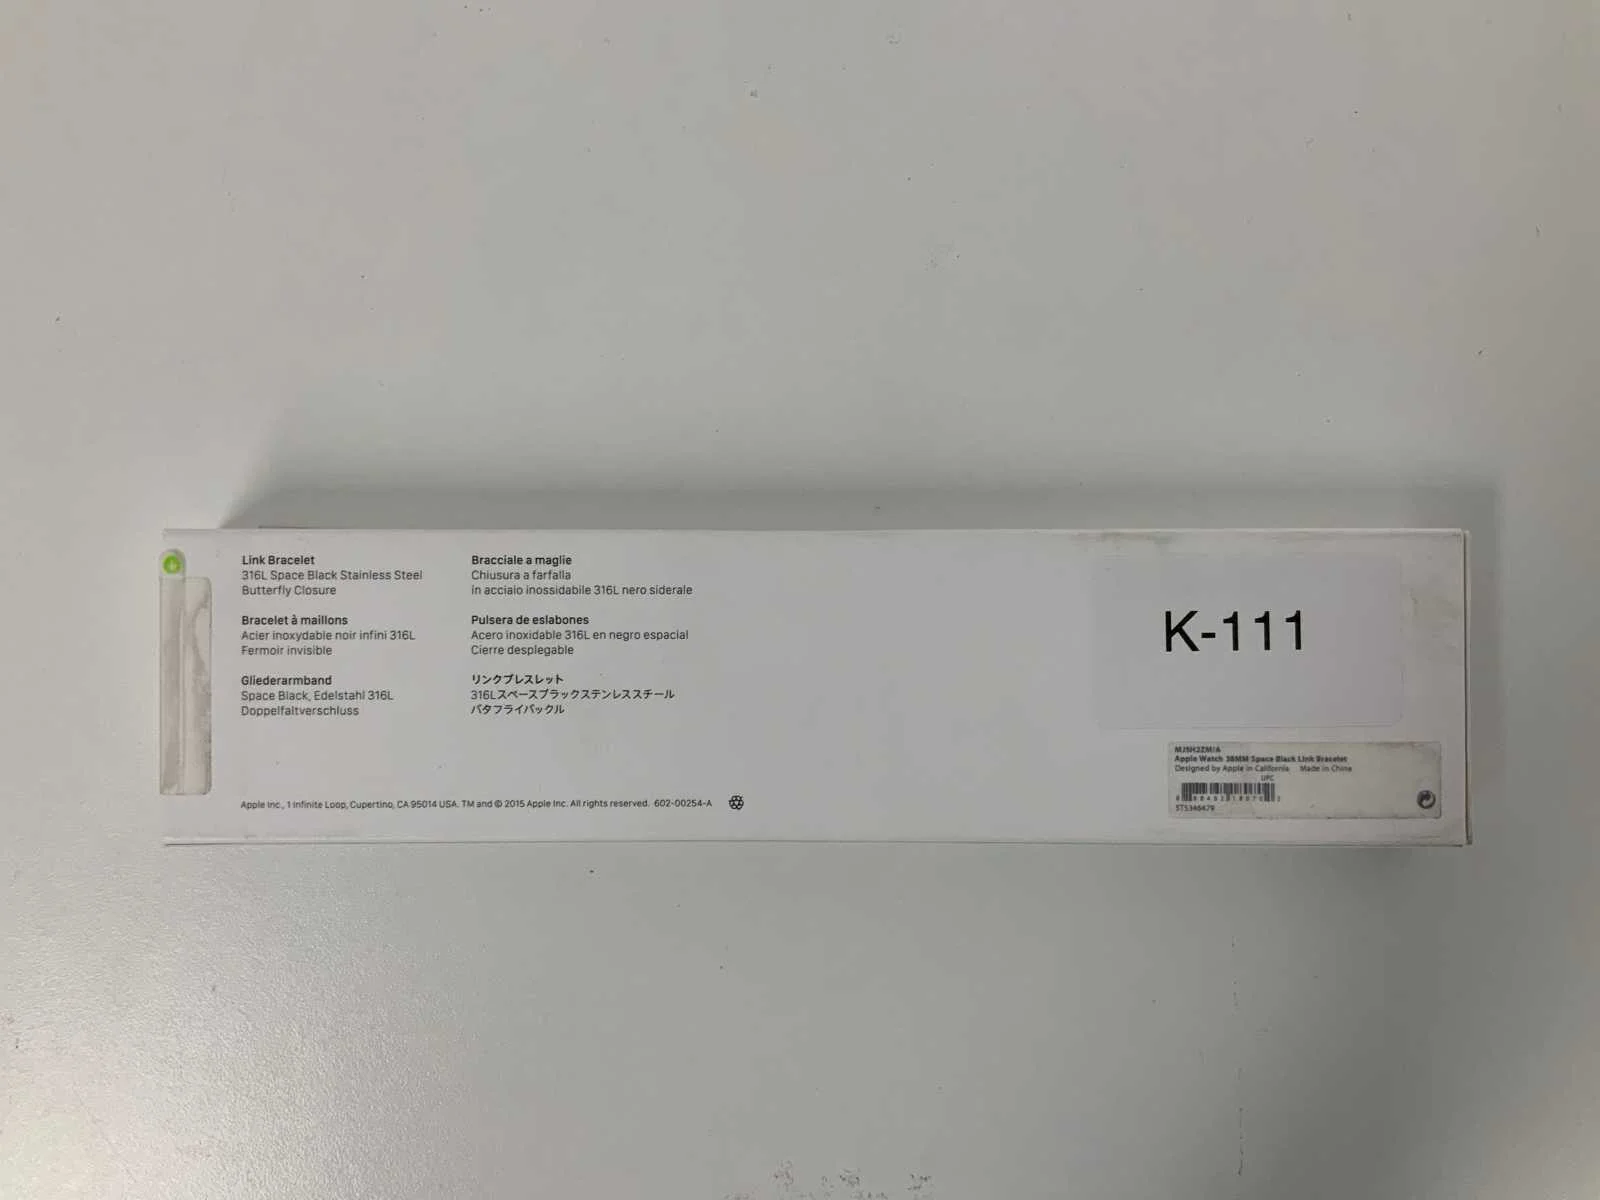 Link Bracelet
316L Space Black Stainless Steel
Butterfly Closure
Bracelet à maillons
Acier inoxydable noir infini 316L
Fermoir invisible
Gliederarmband
Space Black, Edelstahl 316L
Doppelfaltverschluss
Bracciale a maglie
Chiusura a farfalla
in acciaio inossidabile 316L nero siderale
Pulsera de eslabones
Acero inoxidable 316L en negro espacial
Cierre desplegable
リンクブレスレット
316Lスペースブラックステンレススチール
バタフライバックル
Apple Inc., 1 Infinite Loop, Cupertino, CA 95014 USA. TM and © 2015 Apple Inc. All rights reserved. 602-00254-A
K-111
MJ5H2ZM/A
Apple Watch 38MM Space Black Link Bracelet
Designed by Apple in California Made in China
UPC
ST5346479